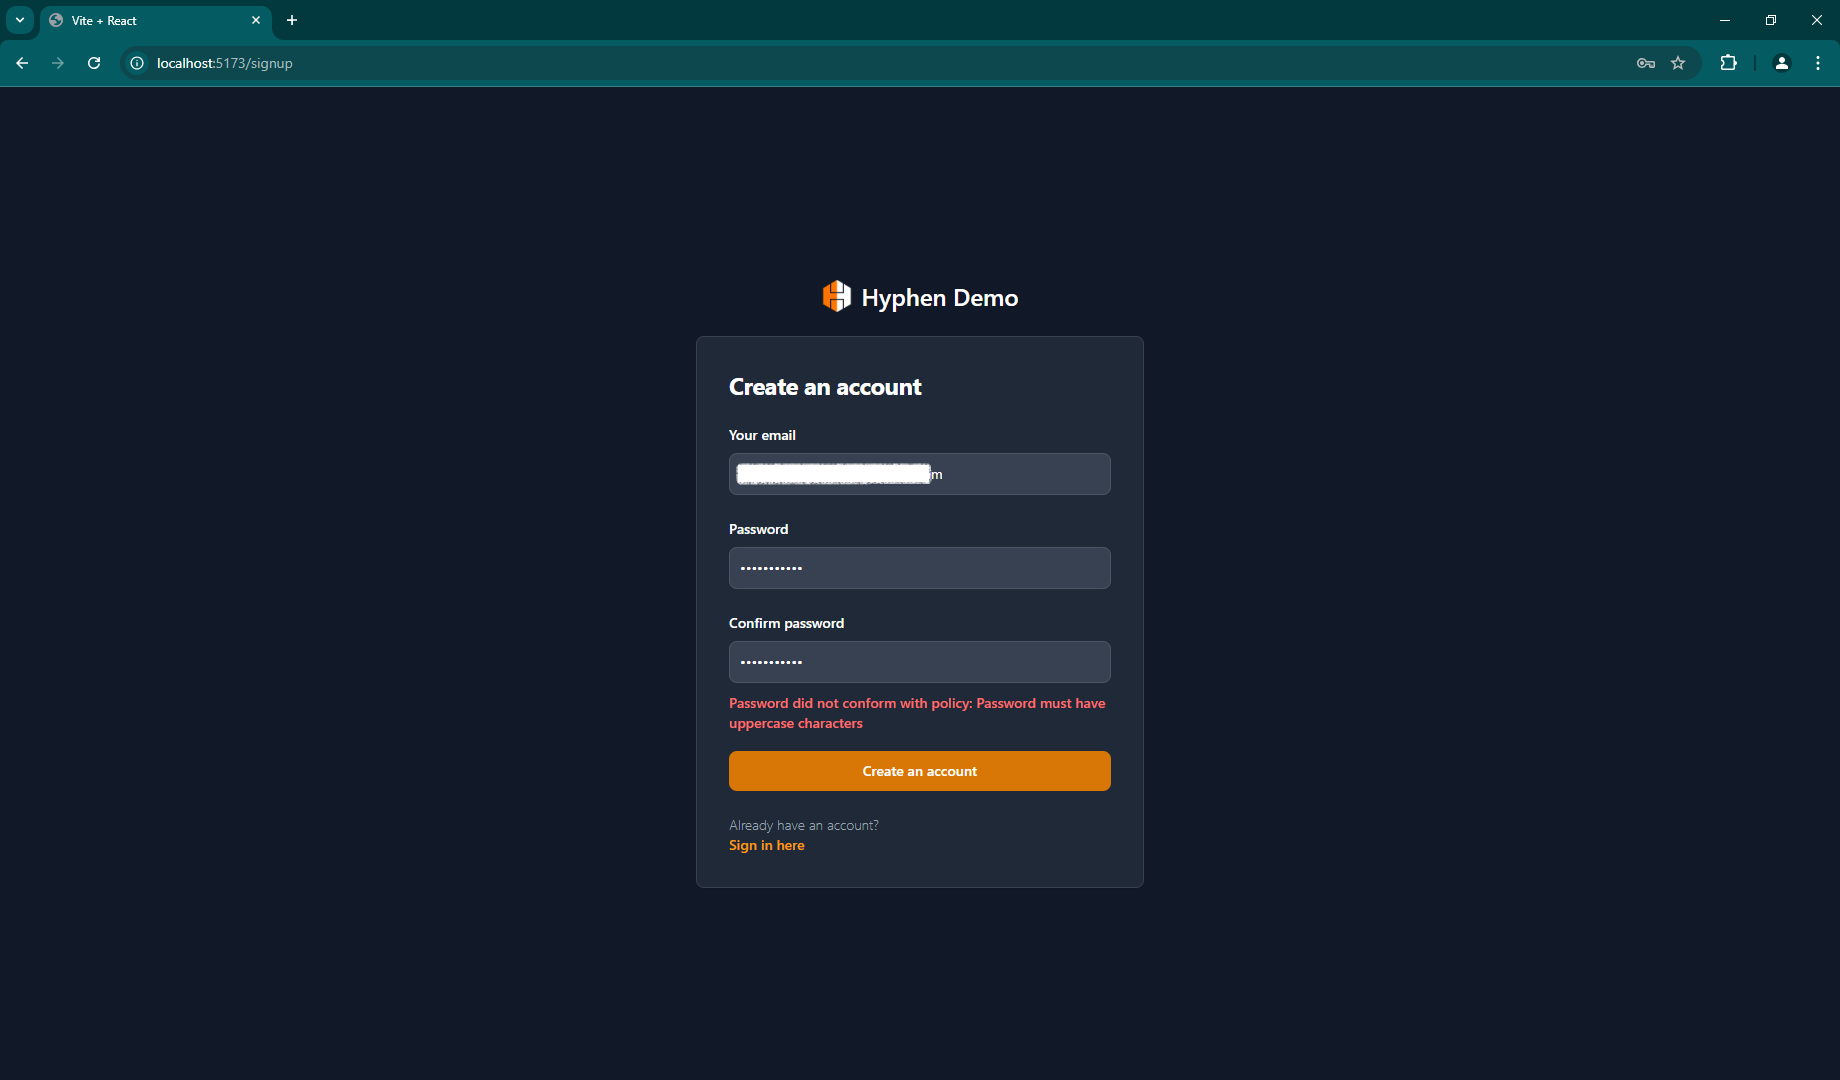 Vite + React
localhost:5173/signup
Hyphen Demo
Create an account
Your email
m
Password
•••••••••••
Confirm password
•••••••••••
Password did not conform with policy: Password must have
uppercase characters
Create an account
Already have an account?
Sign in here